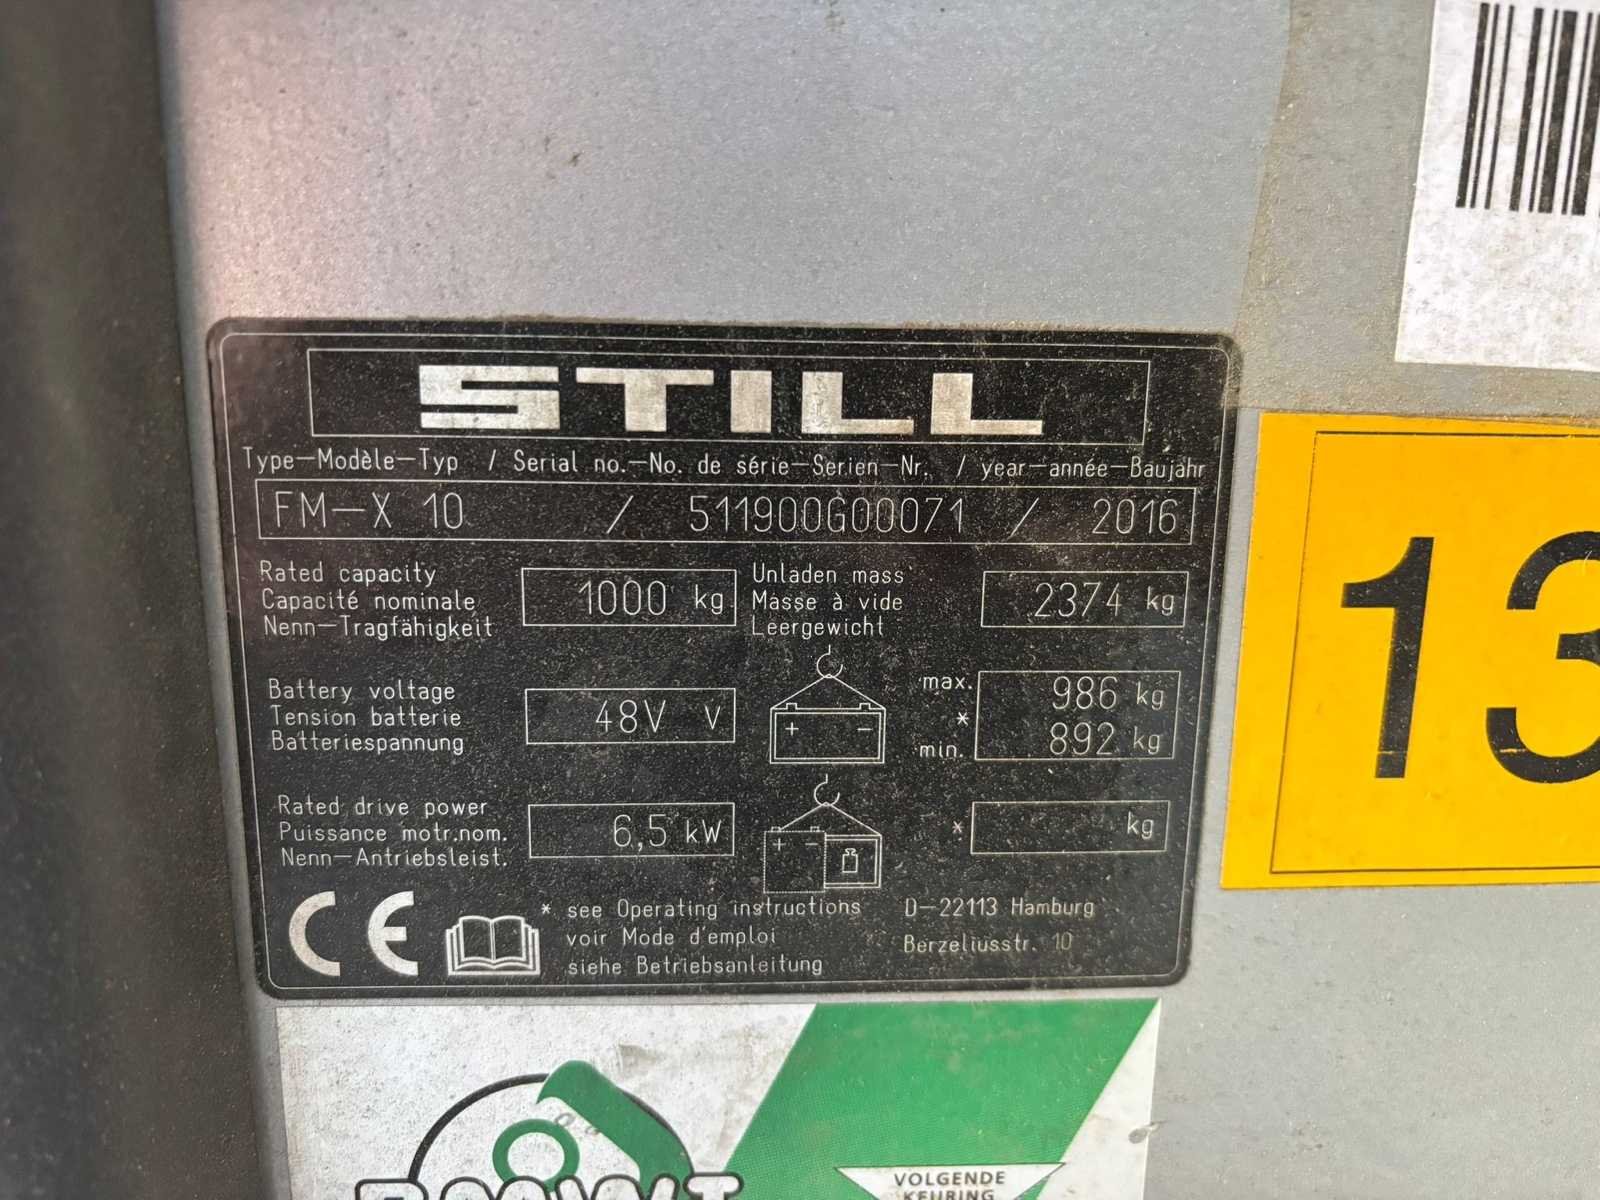 STILL
Type-Modèle-Typ / Serial no.-No. de série-Serien-Nr. / year-année-Baujahr
FM-X 10 / 511900G00071 / 2016
Rated capacity
Capacité nominale
Nenn-Tragfähigkeit
1000 kg
Unladen mass
Masse à vide
Leergewicht
2374 kg
Battery voltage
Tension batterie
Batteriespannung
48V V
+ -
max. 986 kg
*
min. 892 kg
Rated drive power
Puissance motr.nom.
Nenn-Antriebsleist.
6,5 kW
+ -
* kg
CE
* see Operating instructions
voir Mode d'emploi
siehe Betriebsanleitung
D-22113 Hamburg
Berzeliusstr. 10
13
VOLGENDE
KEURING